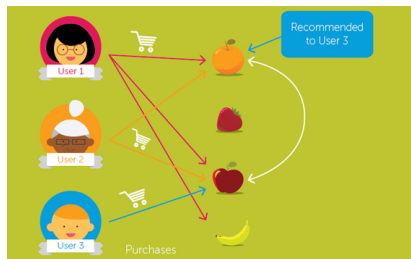 Recommended
to User 3
User 1
User 2
User 3
Purchases